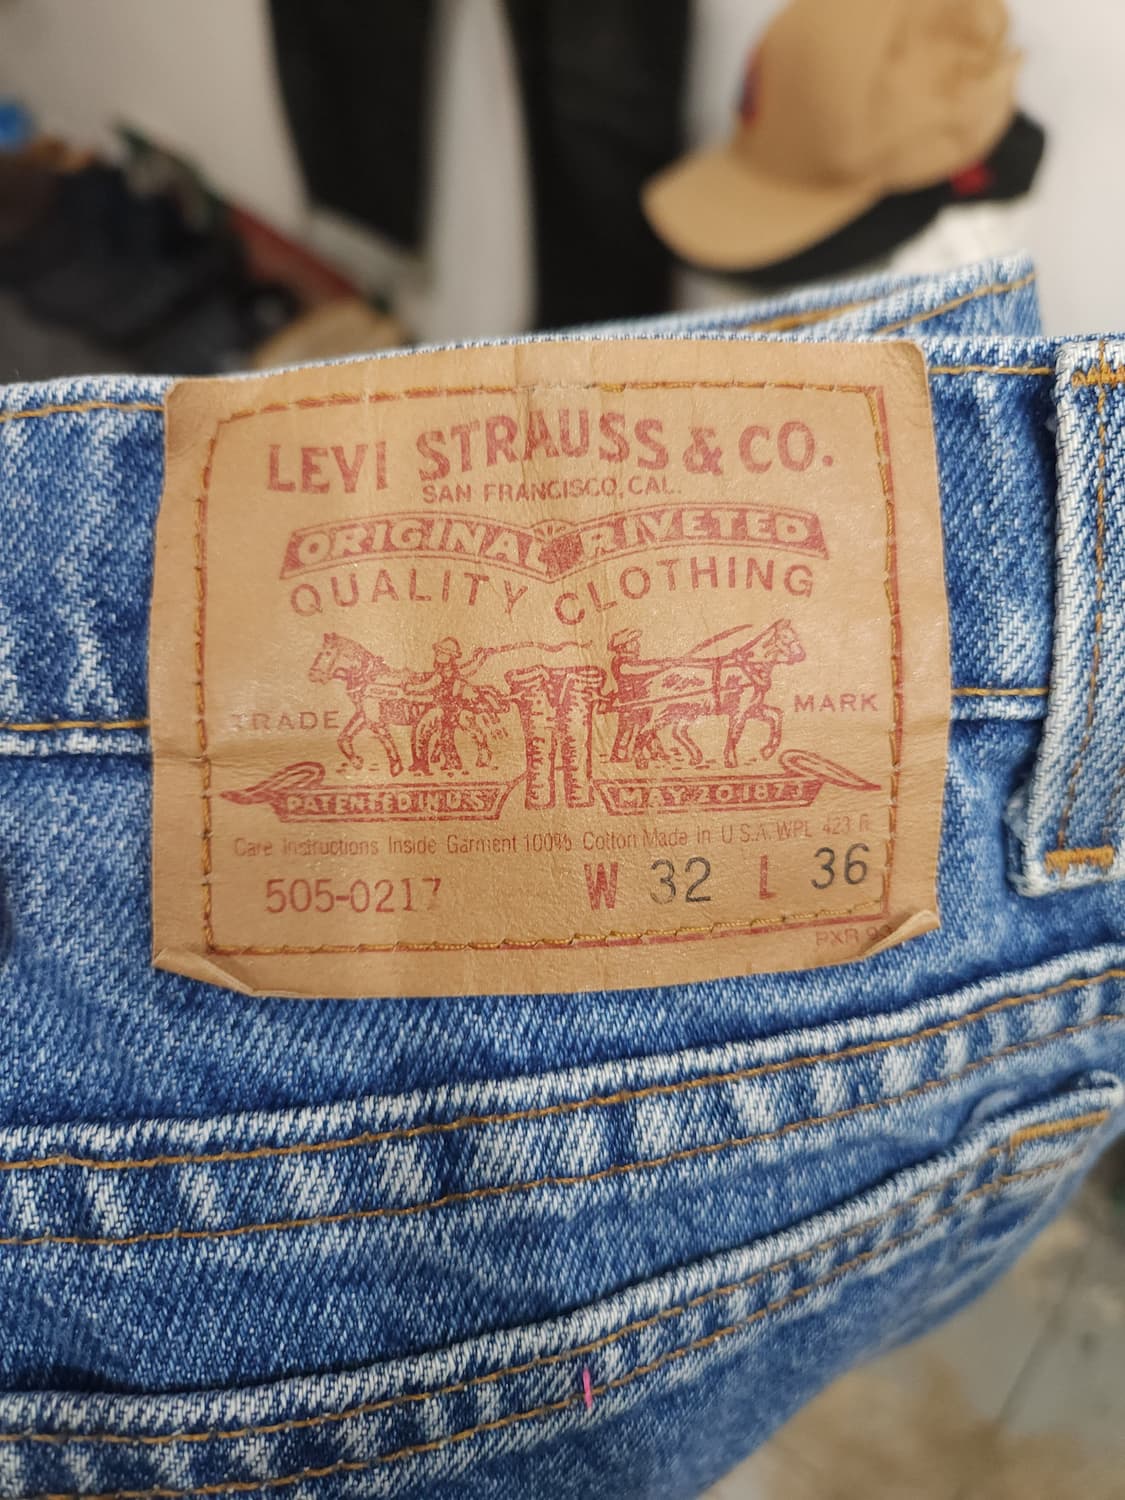 LEVI STRAUSS & CO.
SAN FRANCISCO, CAL.
ORIGINAL RIVETED
QUALITY CLOTHING
TRADE MARK
PATENTED IN U.S. MAY 20 1873
Care Instructions Inside Garment 100% Cotton Made in U.S.A. WPL 423 R
505-0217 W 32 L 36
PXR